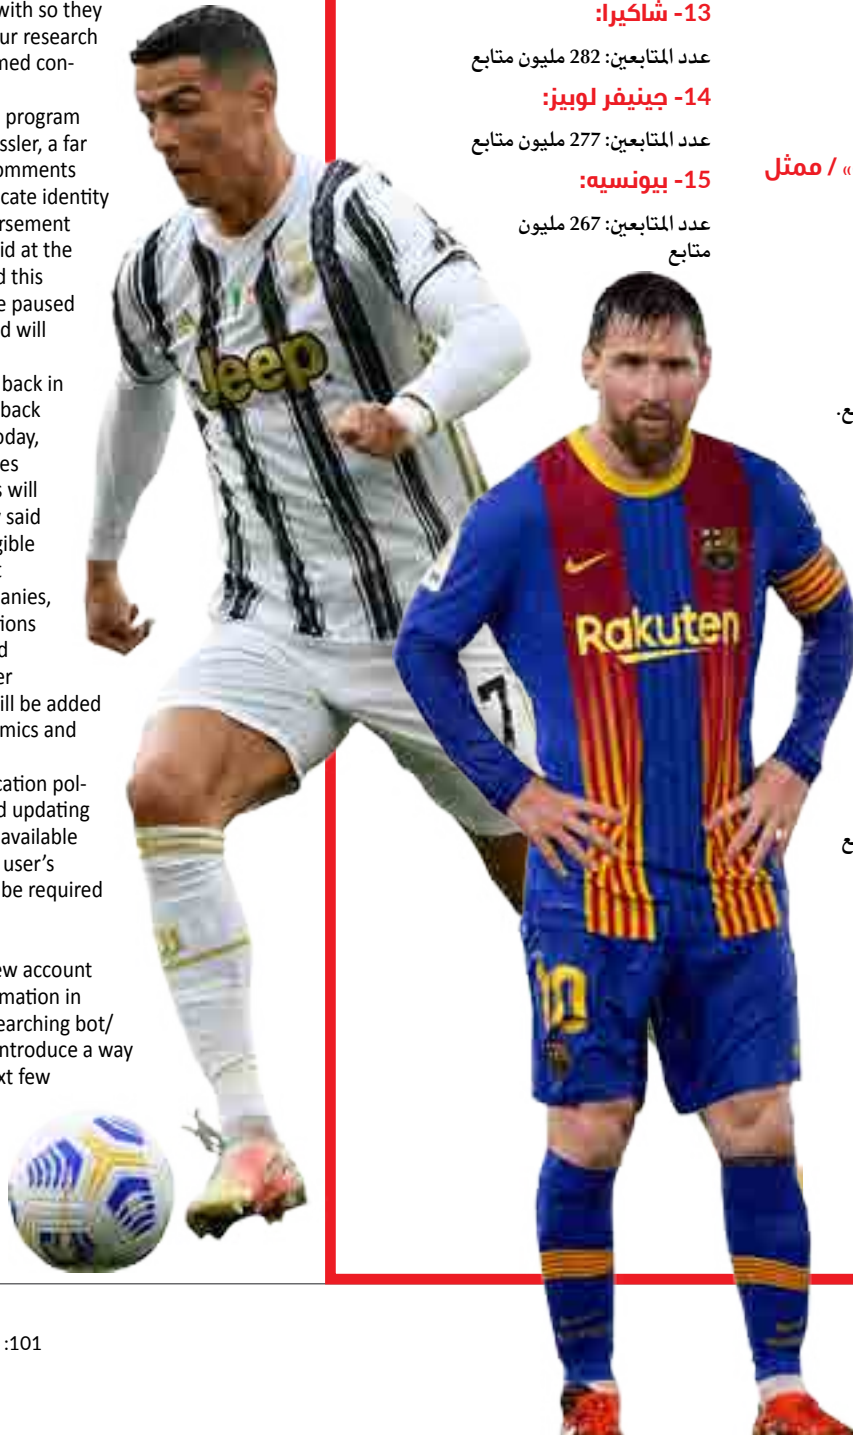 with so they
ur research
med con-
program
ssler, a far
omments
cate identity
rsement
id at the
d this
e paused
d will
back in
back
oday,
es
s will
said
gible
t
anies,
tions
d
er
ill be added
mics and
cation pol-
d updating
available
user’s
be required
ew account
mation in
earching bot/
ntroduce a way
xt few
13- شاكيرا:
عدد المتابعين: 282 مليون متابع
14- جينيفر لوبيز:
عدد المتابعين: 277 مليون متابع
15- بيونسيه:
عدد المتابعين: 267 مليون
متابع
» / ممثل
ع.
ع
Jeep
7
Rakuten
10
:101